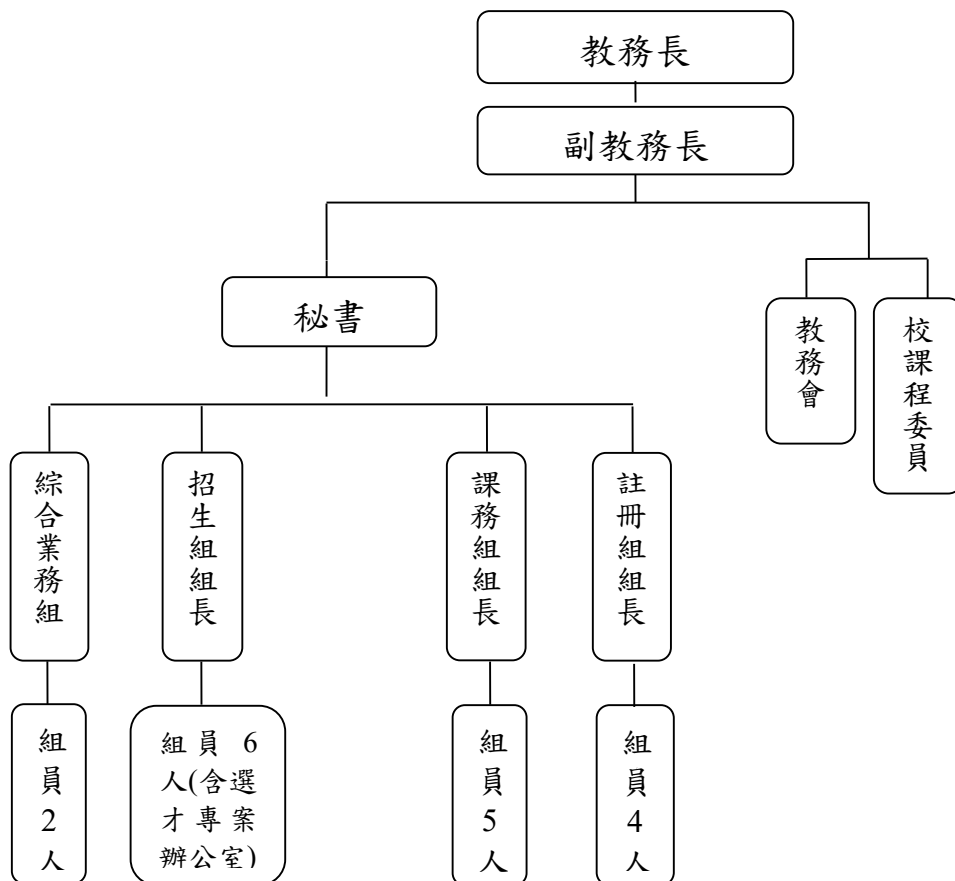 教務長
副教務長
秘書
教務會
校課程委員
綜合業務組
招生組組長
課務組組長
註冊組組長
組員2人
組員 6
人(含選
才專案
辦公室)
組員5人
組員4人